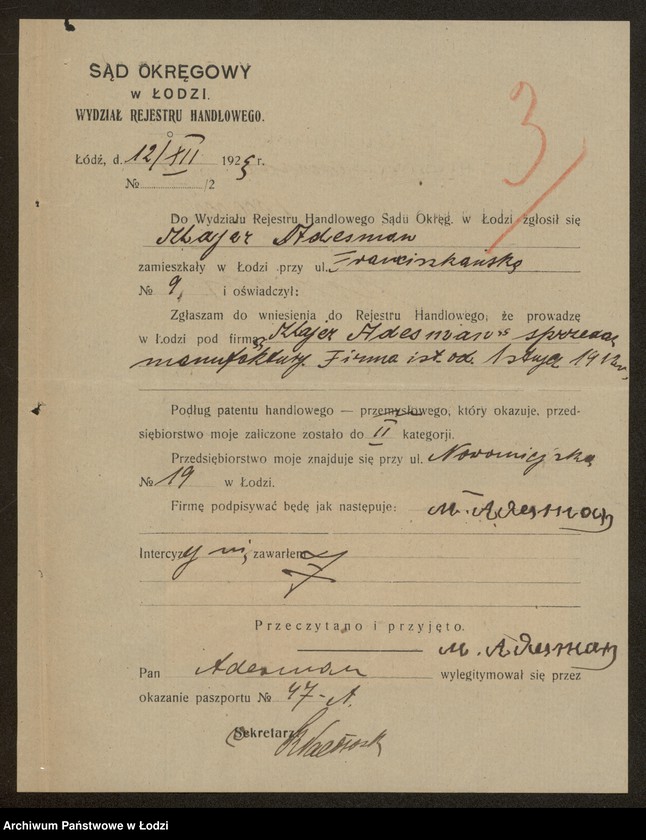 SĄD OKRĘGOWY
w ŁODZI.
WYDZIAŁ REJESTRU HANDLOWEGO.
3/
Łódź, d. 12/XII 1925 r.
№ /2
Do Wydziału Rejestru Handlowego Sądu Okręg. w Łodzi zgłosił się
Majer Adesman
zamieszkały w Łodzi przy ul. Franciszkańska
№ 9, i oświadczył:
Zgłaszam do wniesienia do Rejestru Handlowego, że prowadzę
w Łodzi pod firmą „Majer Adesman" sprzedaż
manufaktury. Firma ist. od. 1 1912 r.
Podług patentu handlowego — przemysłowego, który okazuje, przed-
siębiorstwo moje zaliczone zostało do II kategorji.
Przedsiębiorstwo moje znajduje się przy ul. Nowomiejska
№ 19 w Łodzi.
Firmę podpisywać będę jak następuje: M. Adesman
Intercyzy nie zawarłem
Przeczytano i przyjęto.
M. Adesman
Pan Adesman wylegitymował się przez
okazanie paszportu № 47-A.
Sekretarz
Archiwum Państwowe w Łodzi